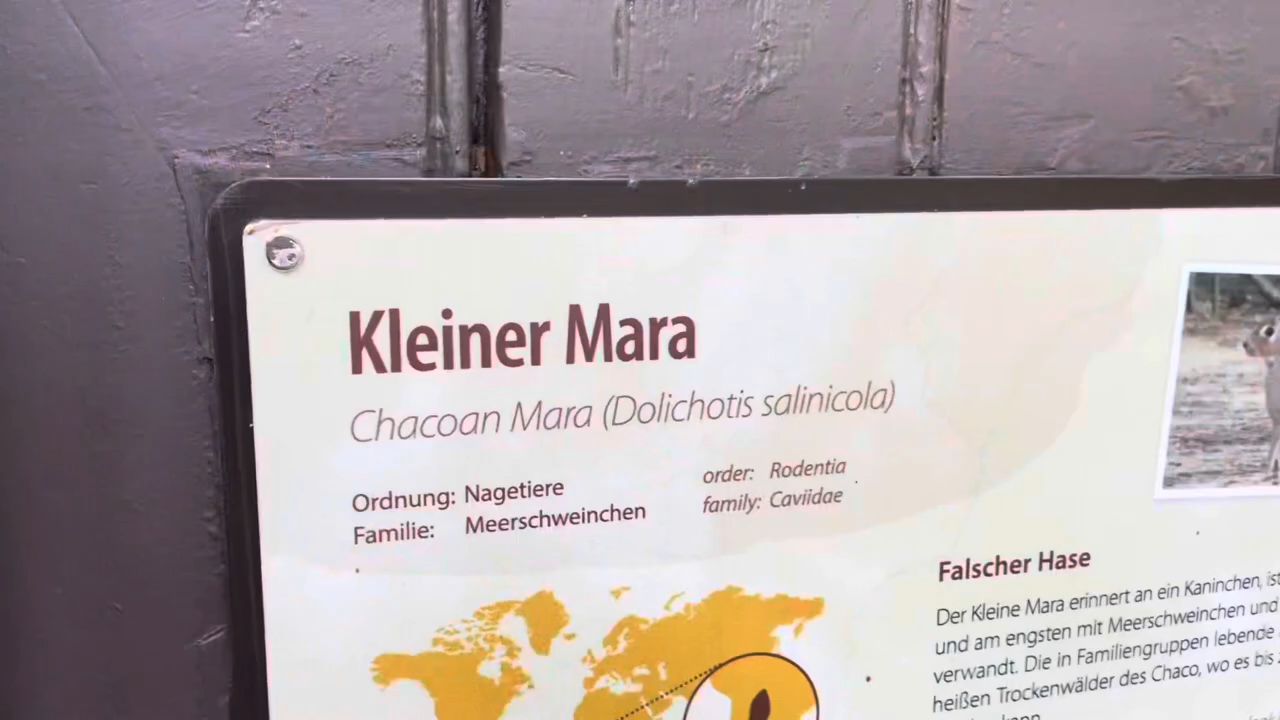 Kleiner Mara
Chacoan Mara (Dolichotis salinicola)
Ordnung: Nagetiere
Familie: Meerschweinchen
order: Rodentia
family: Caviidae
Falscher Hase
Der Kleine Mara erinnert an ein Kaninchen, ist
und am engsten mit Meerschweinchen und
verwandt. Die in Familiengruppen lebende
heißen Trockenwälder des Chaco, wo es bis